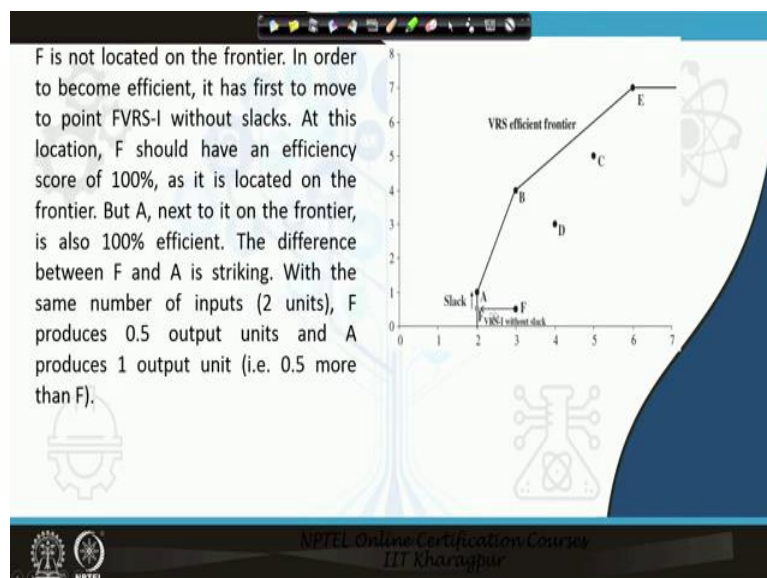 F is not located on the frontier. In order
to become efficient, it has first to move
to point FVRS-I without slacks. At this
location, F should have an efficiency
score of 100%, as it is located on the
frontier. But A, next to it on the frontier,
is also 100% efficient. The difference
between F and A is striking. With the
same number of inputs (2 units), F
produces 0.5 output units and A
produces 1 output unit (i.e. 0.5 more
than F).
8
7
E
6
VRS efficient frontier
5
C
4
B
3
D
2
1
Slack
A
F
F VRS-I without slack
0
0 1 2 3 4 5 6 7
NPTEL Online Certification Courses
IIT Kharagpur
NPTEL